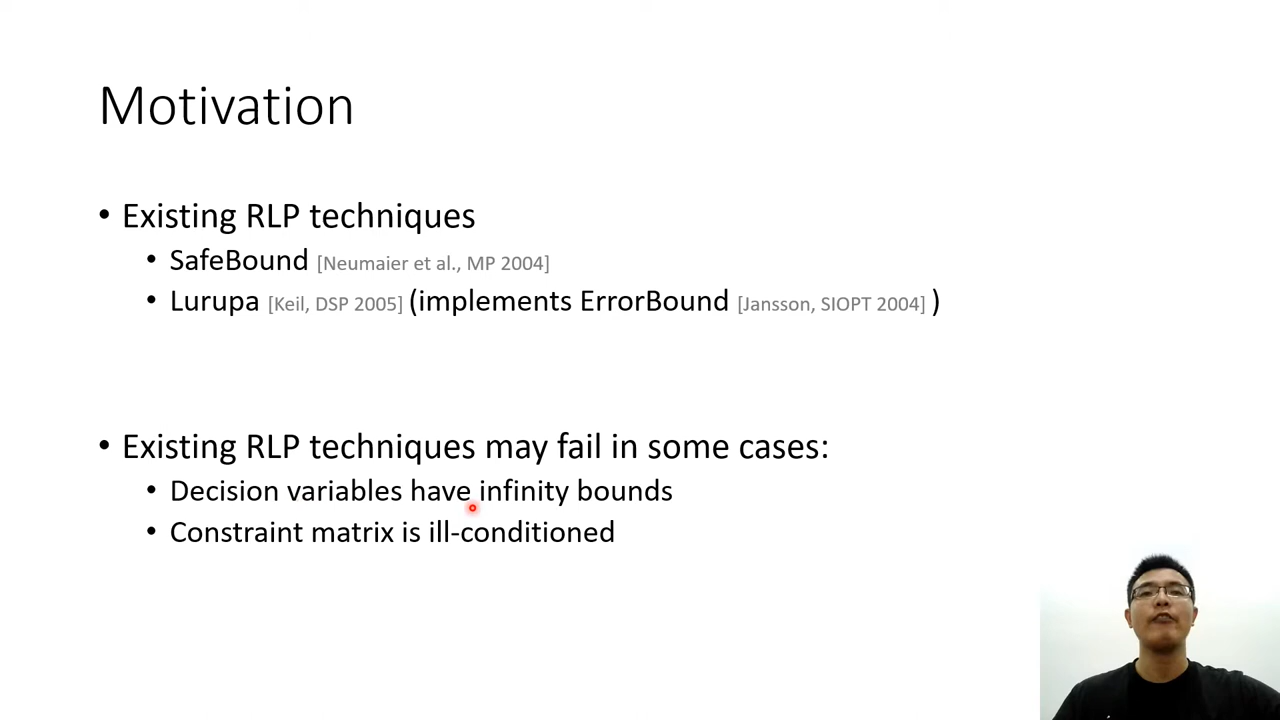 Motivation
• Existing RLP techniques
• SafeBound [Neumaier et al., MP 2004]
• Lurupa [Keil, DSP 2005] (implements ErrorBound [Jansson, SIOPT 2004] )
• Existing RLP techniques may fail in some cases:
• Decision variables have infinity bounds
• Constraint matrix is ill-conditioned